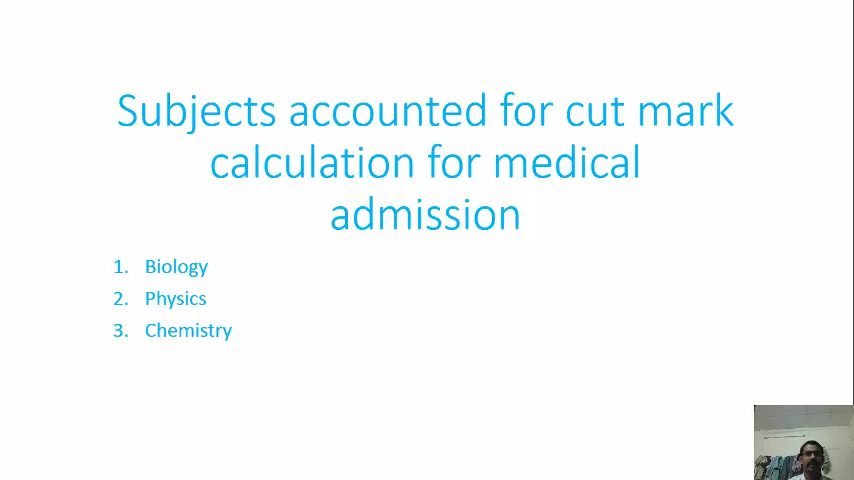 Subjects accounted for cut mark
calculation for medical
admission
1. Biology
2. Physics
3. Chemistry